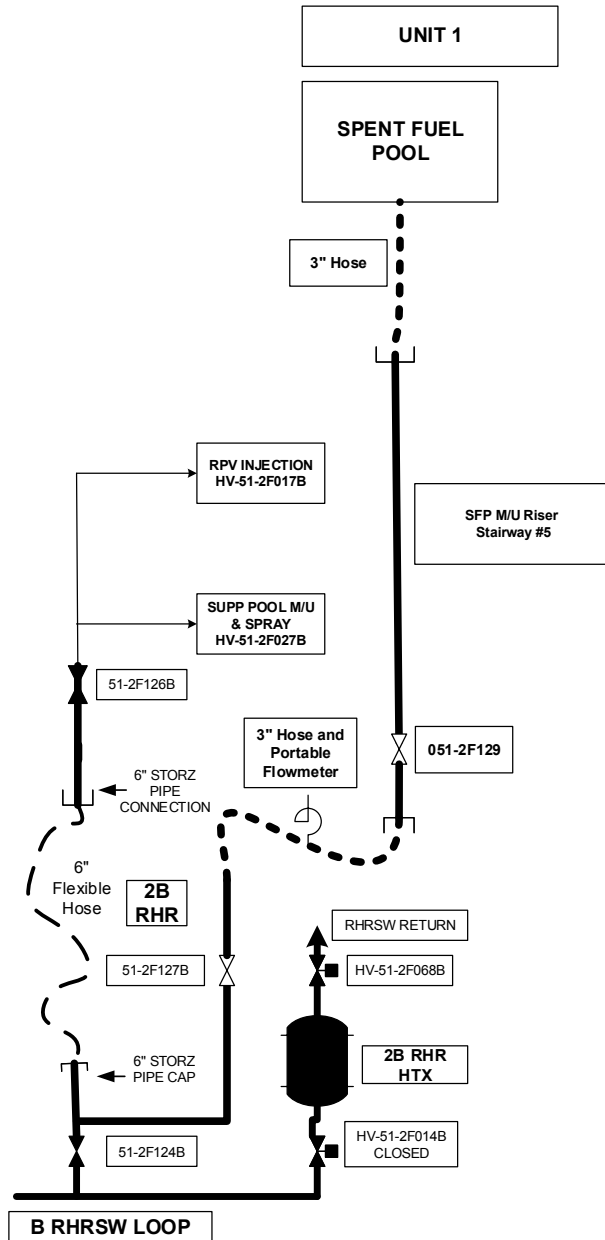 UNIT 1
SPENT FUEL
POOL
3" Hose
RPV INJECTION
HV-51-2F017B
SFP M/U Riser
Stairway #5
SUPP POOL M/U
& SPRAY
HV-51-2F027B
51-2F126B
3" Hose and
Portable
Flowmeter
051-2F129
6" STORZ
PIPE
CONNECTION
6"
Flexible
Hose
2B
RHR
RHRSW RETURN
51-2F127B
HV-51-2F068B
6" STORZ
PIPE CAP
2B RHR
HTX
51-2F124B
HV-51-2F014B
CLOSED
B RHRSW LOOP